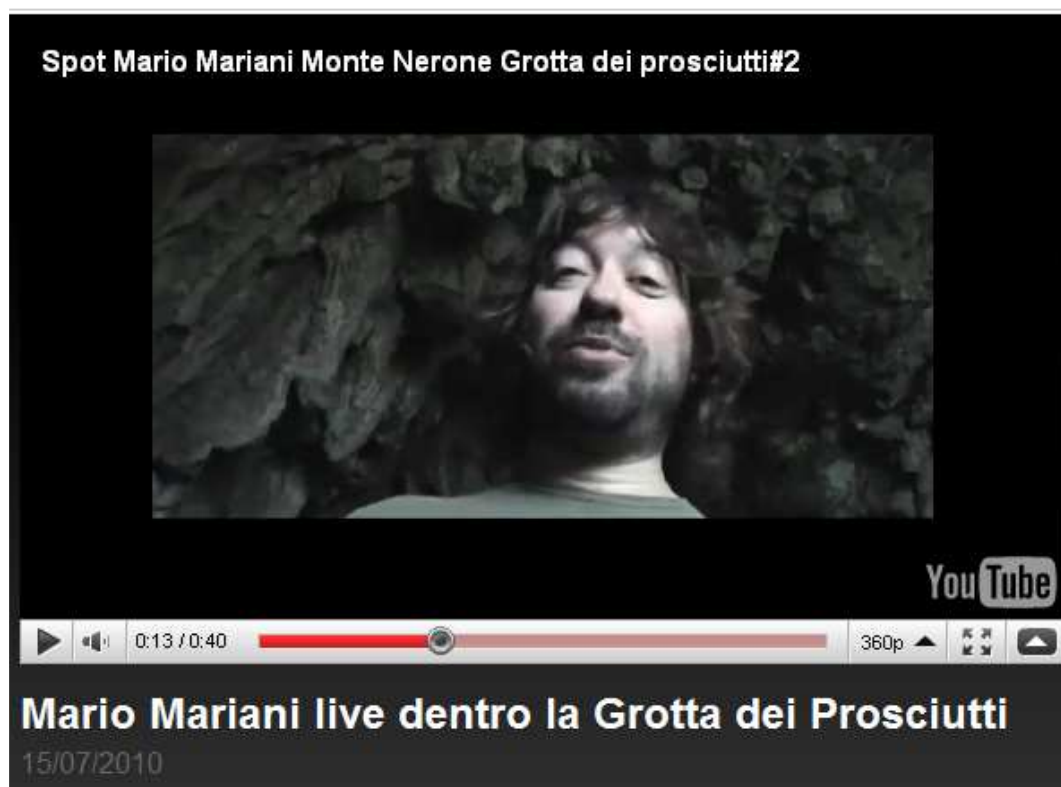 Spot Mario Mariani Monte Nerone Grotta dei prosciutti#2
YouTube
0:13 / 0:40
360p
Mario Mariani live dentro la Grotta dei Prosciutti
15/07/2010